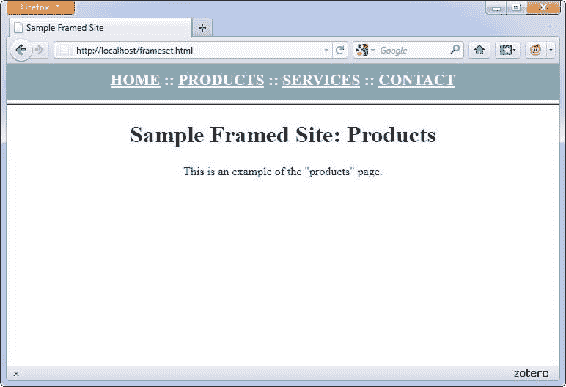 Firefox
Sample Framed Site
http://localhost/frameset.html
Google
HOME :: PRODUCTS :: SERVICES :: CONTACT
Sample Framed Site: Products
This is an example of the "products" page.
x
zotero